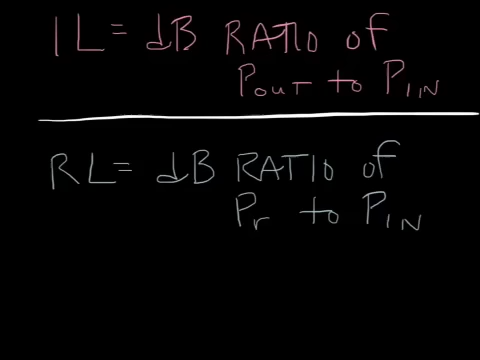 IL = dB RATIO of
POUT to PIN
RL = dB RATIO of
Pr to PIN